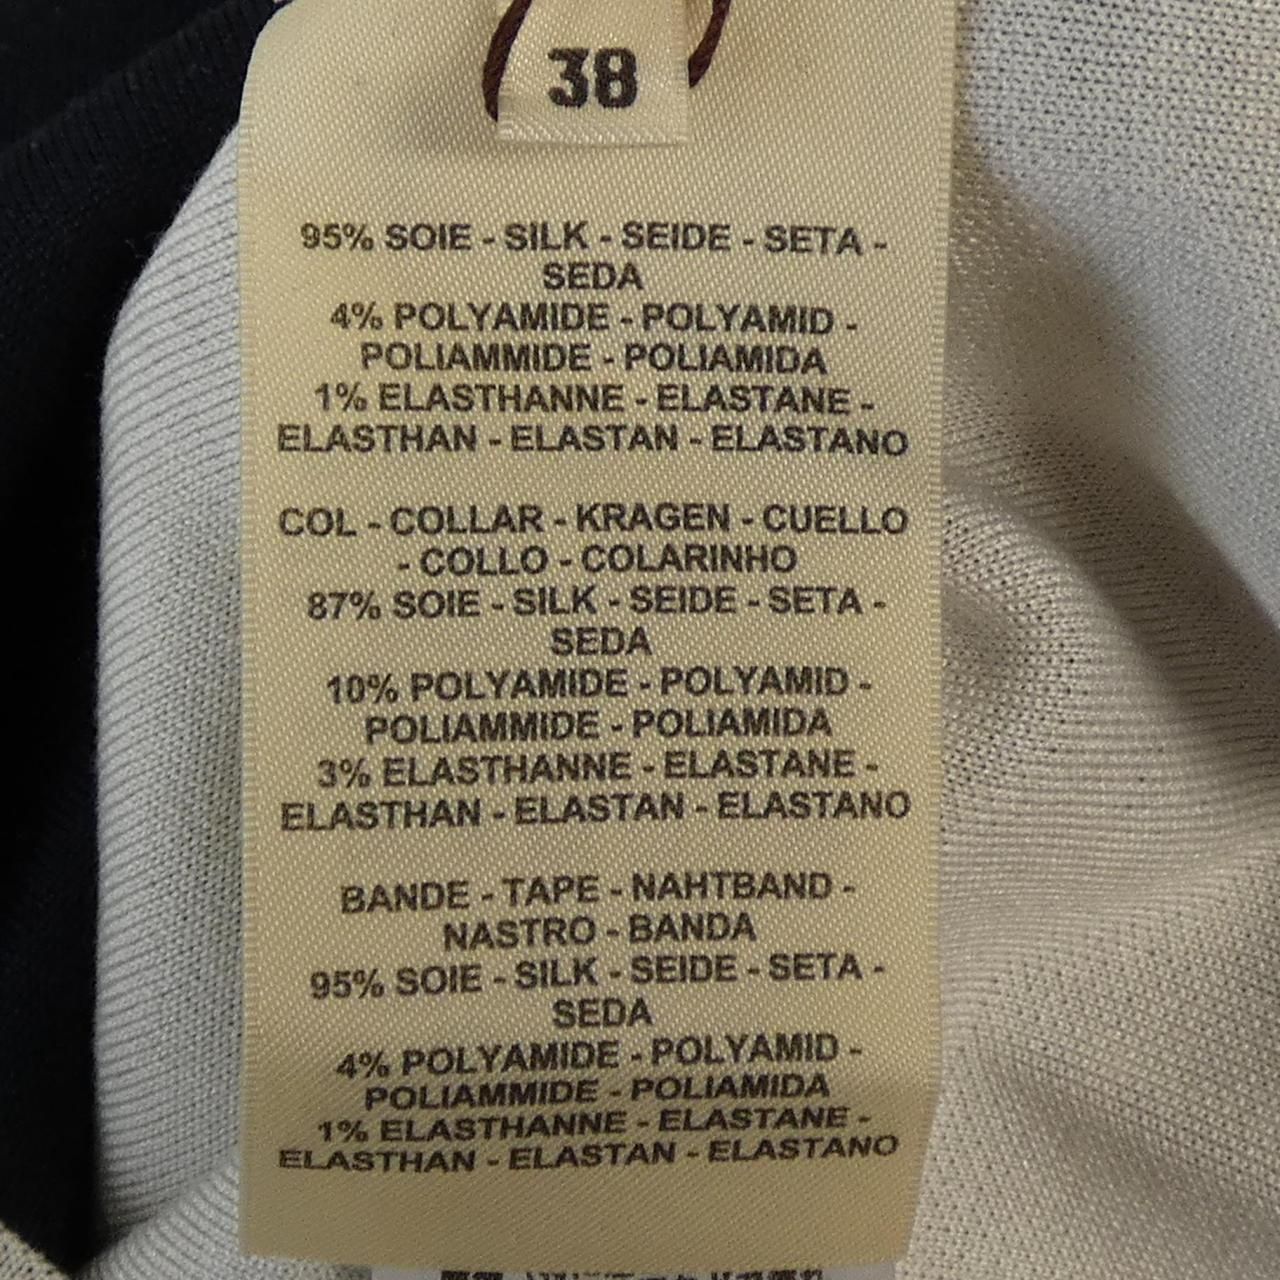 38
95% SOIE - SILK - SEIDE - SETA -
SEDA
4% POLYAMIDE - POLYAMID -
POLIAMMIDE - POLIAMIDA
1% ELASTHANNE - ELASTANE -
ELASTHAN - ELASTAN - ELASTANO
COL - COLLAR - KRAGEN - CUELLO
- COLLO - COLARINHO
87% SOIE - SILK - SEIDE - SETA -
SEDA
10% POLYAMIDE - POLYAMID -
POLIAMMIDE - POLIAMIDA
3% ELASTHANNE - ELASTANE -
ELASTHAN - ELASTAN - ELASTANO
BANDE - TAPE - NAHTBAND -
NASTRO - BANDA
95% SOIE - SILK - SEIDE - SETA -
SEDA
4% POLYAMIDE - POLYAMID -
POLIAMMIDE - POLIAMIDA
1% ELASTHANNE - ELASTANE -
ELASTHAN - ELASTAN - ELASTANO